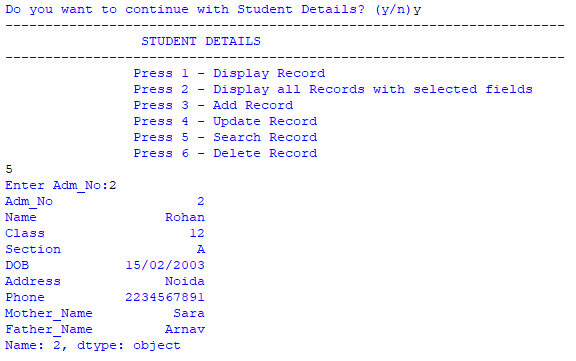 Do you want to continue with Student Details? (y/n)y
----------------------------------------------------------------------
STUDENT DETAILS
----------------------------------------------------------------------
Press 1 - Display Record
Press 2 - Display all Records with selected fields
Press 3 - Add Record
Press 4 - Update Record
Press 5 - Search Record
Press 6 - Delete Record
5
Enter Adm_No:2
Adm_No 2
Name Rohan
Class 12
Section A
DOB 15/02/2003
Address Noida
Phone 2234567891
Mother_Name Sara
Father_Name Arnav
Name: 2, dtype: object